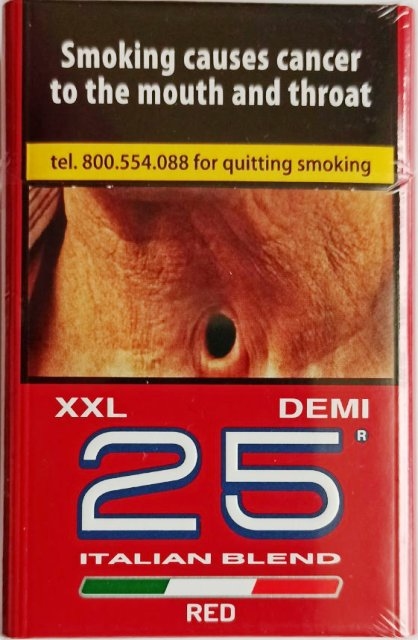 Smoking causes cancer
to the mouth and throat
tel. 800.554.088 for quitting smoking
XXL DEMI
25 R
ITALIAN BLEND
RED